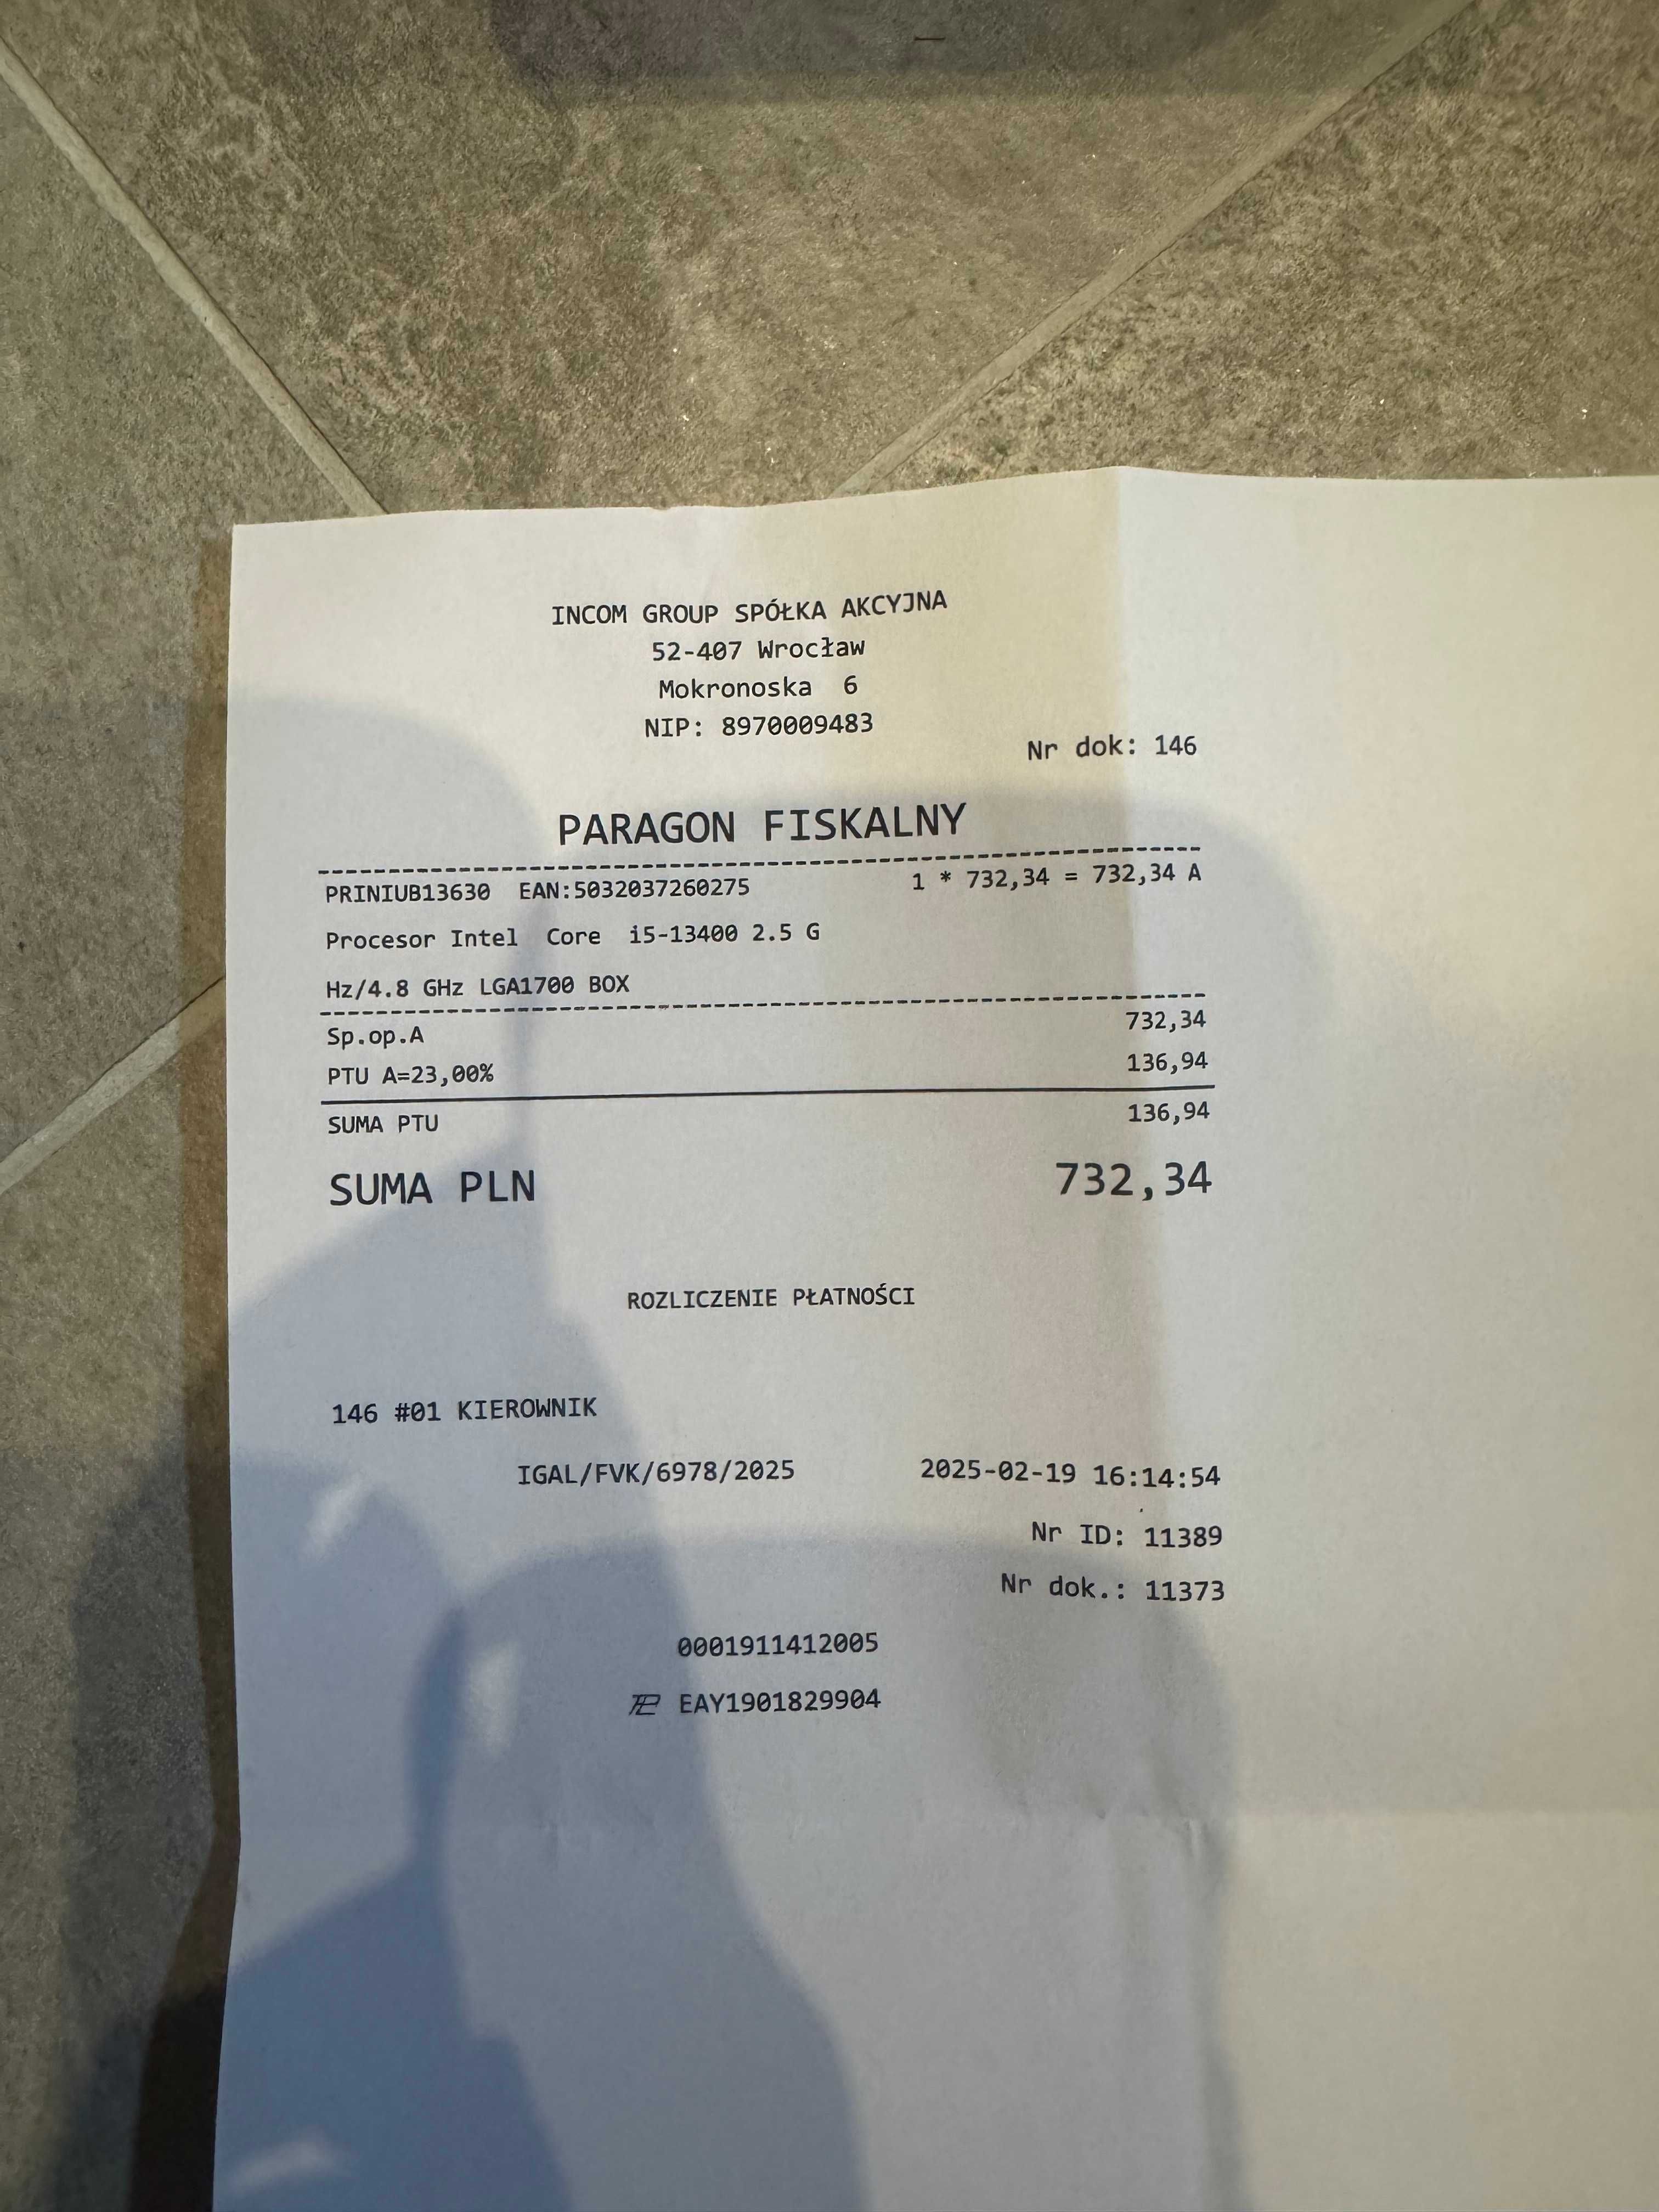 INCOM GROUP SPÓŁKA AKCYJNA
52-407 Wrocław
Mokronoska 6
NIP: 8970009483
Nr dok: 146
PARAGON FISKALNY
PRINIUB13630 EAN:5032037260275 1 * 732,34 = 732,34 A
Procesor Intel Core i5-13400 2.5 G
Hz/4.8 GHz LGA1700 BOX
Sp.op.A 732,34
PTU A=23,00% 136,94
SUMA PTU 136,94
SUMA PLN 732,34
ROZLICZENIE PŁATNOŚCI
146 #01 KIEROWNIK
IGAL/FVK/6978/2025 2025-02-19 16:14:54
Nr ID: 11389
Nr dok.: 11373
0001911412005
EAY1901829904